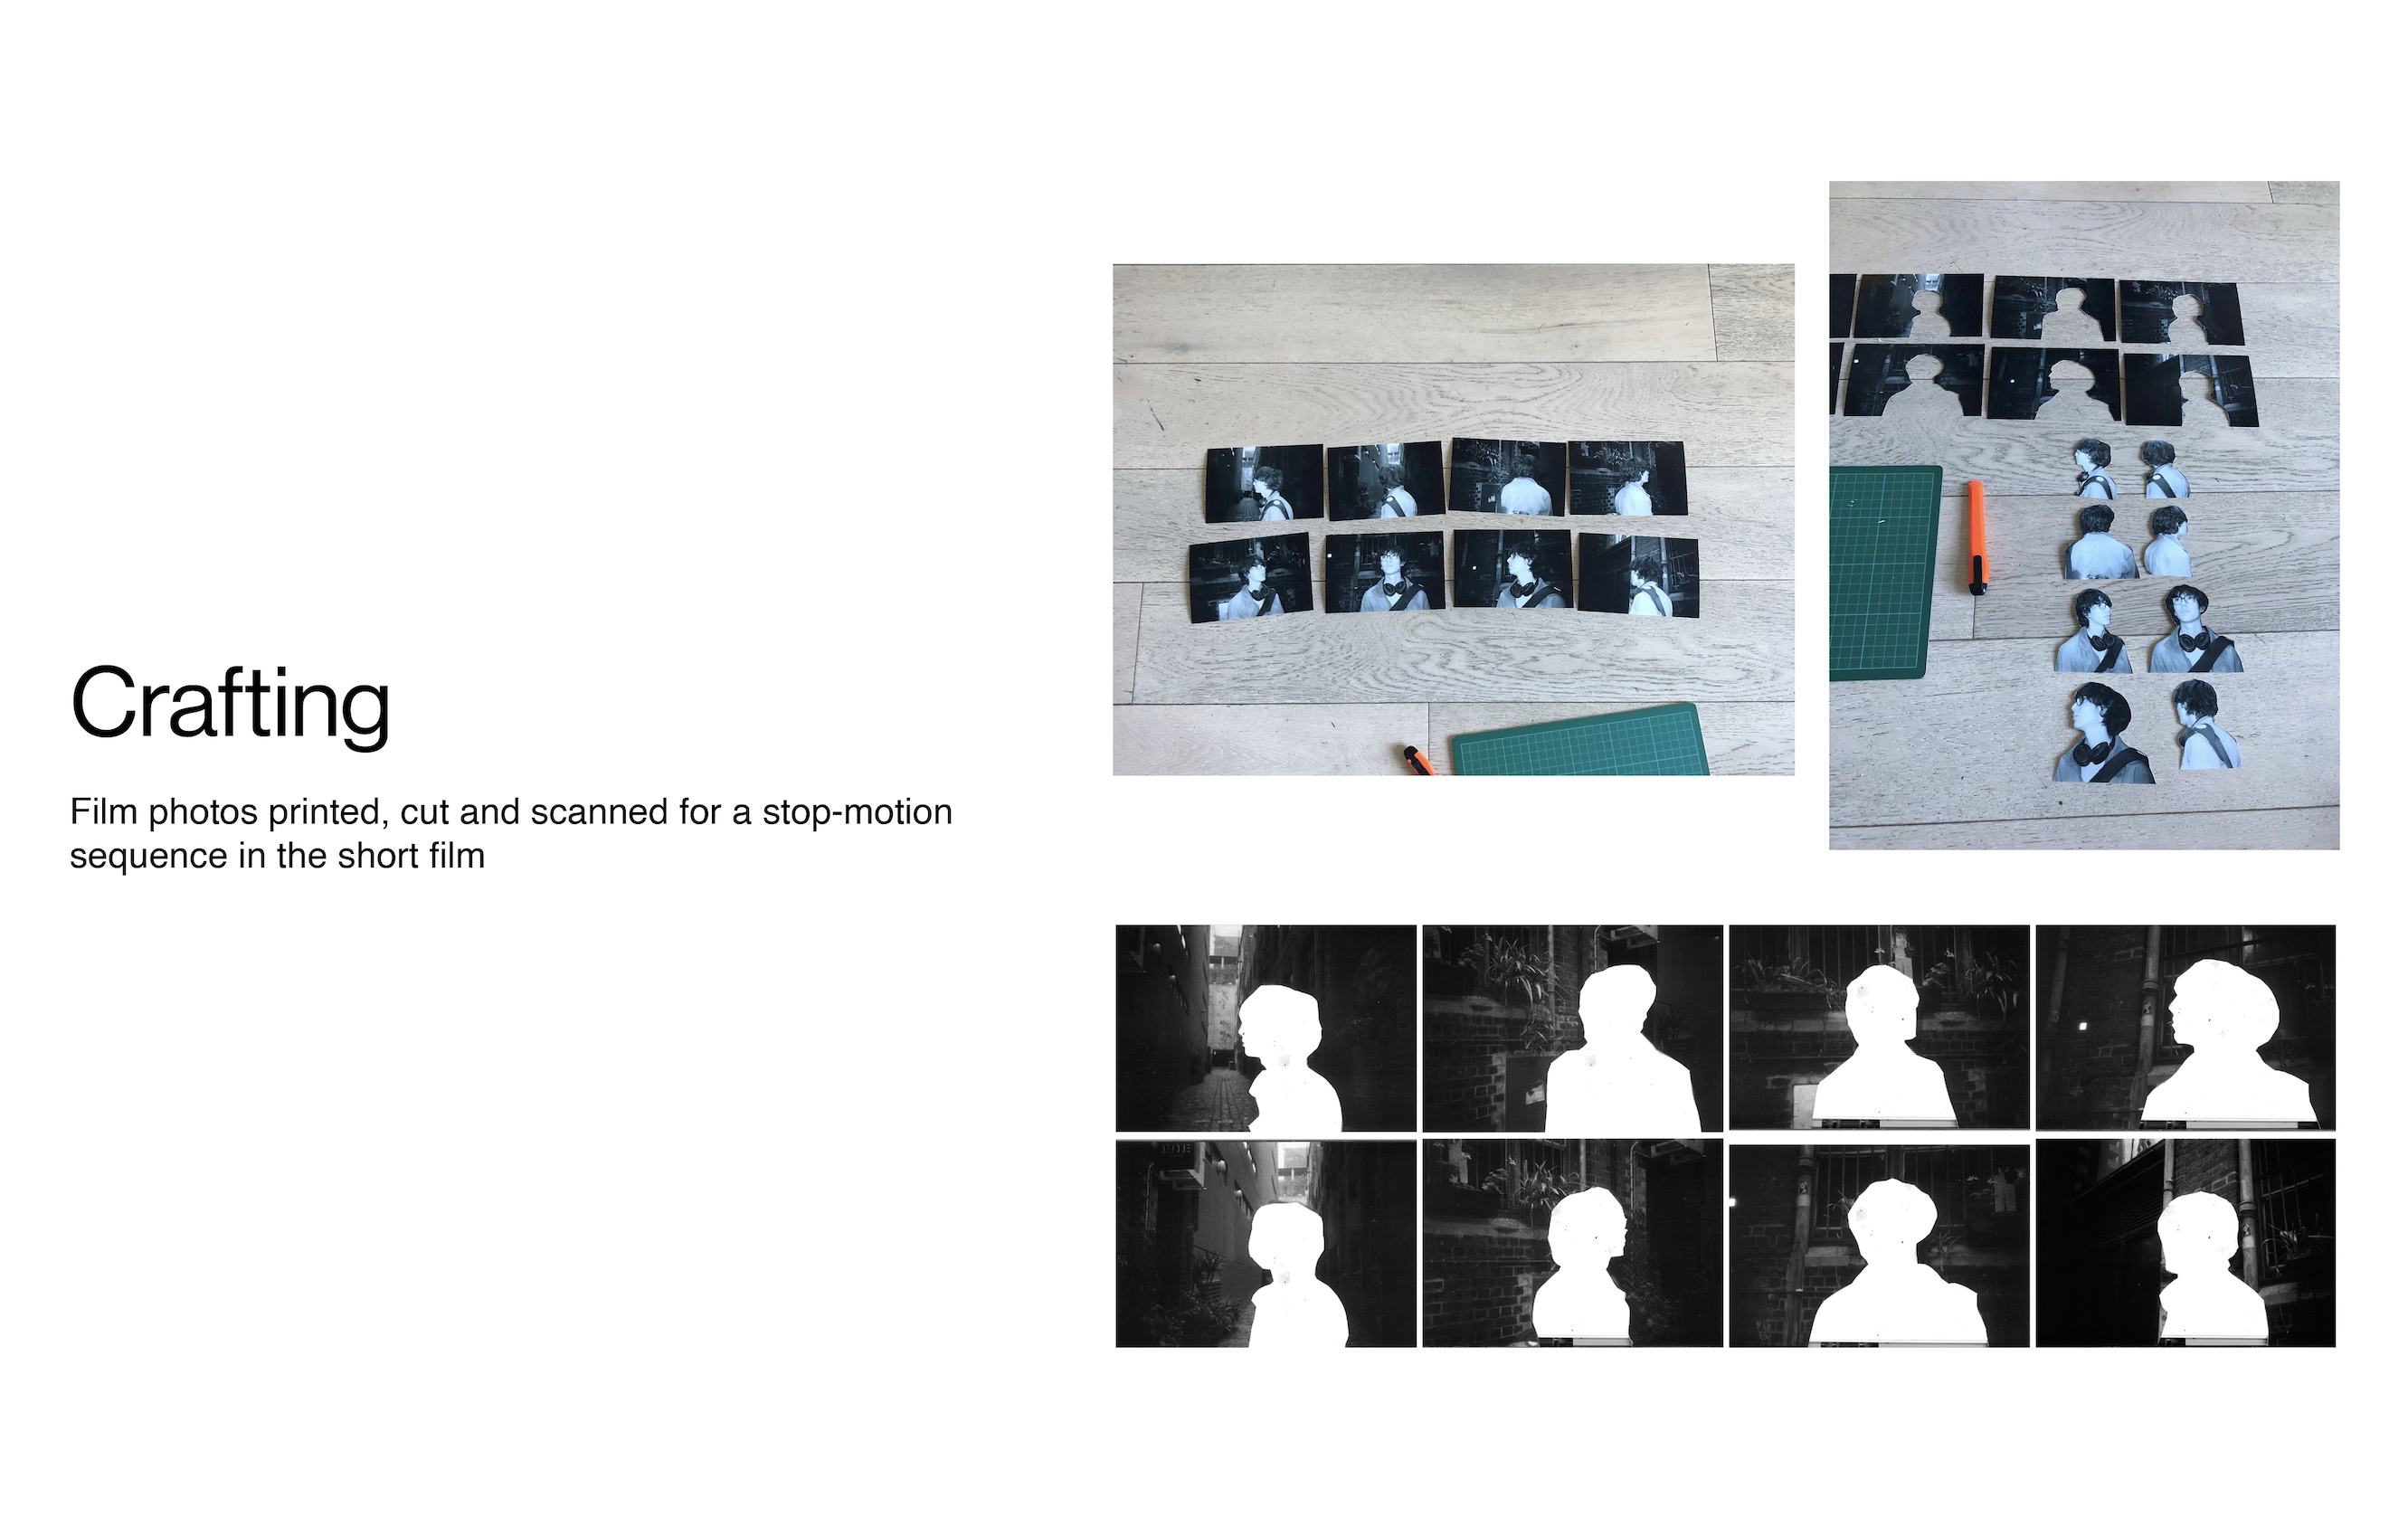 Crafting
Film photos printed, cut and scanned for a stop-motion
sequence in the short film